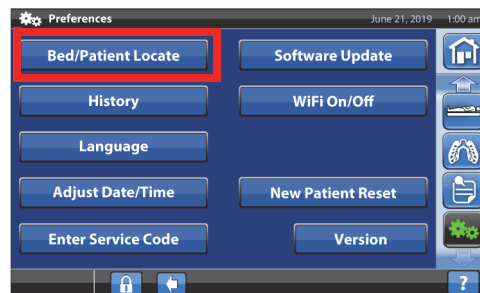 Preferences June 21, 2019 1:00 am
Bed/Patient Locate Software Update
History WiFi On/Off
Language
Adjust Date/Time New Patient Reset
Enter Service Code Version
?